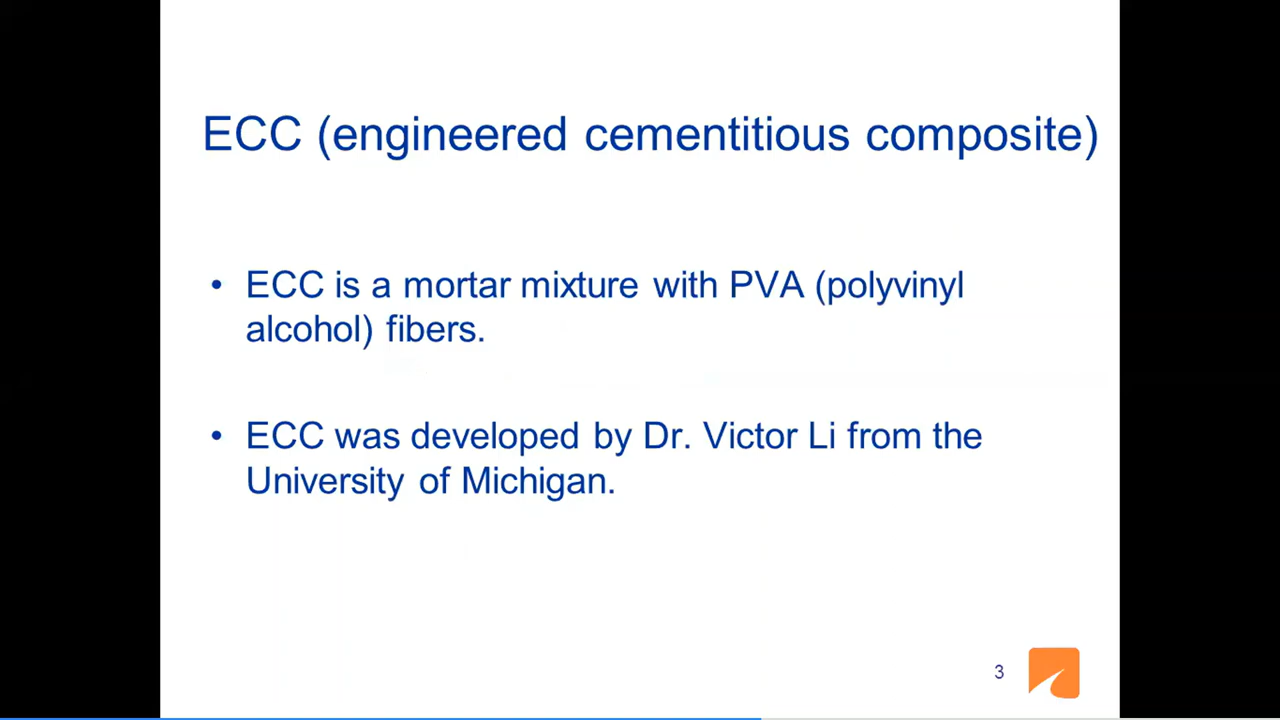 ECC (engineered cementitious composite)
• ECC is a mortar mixture with PVA (polyvinyl
alcohol) fibers.
• ECC was developed by Dr. Victor Li from the
University of Michigan.
3